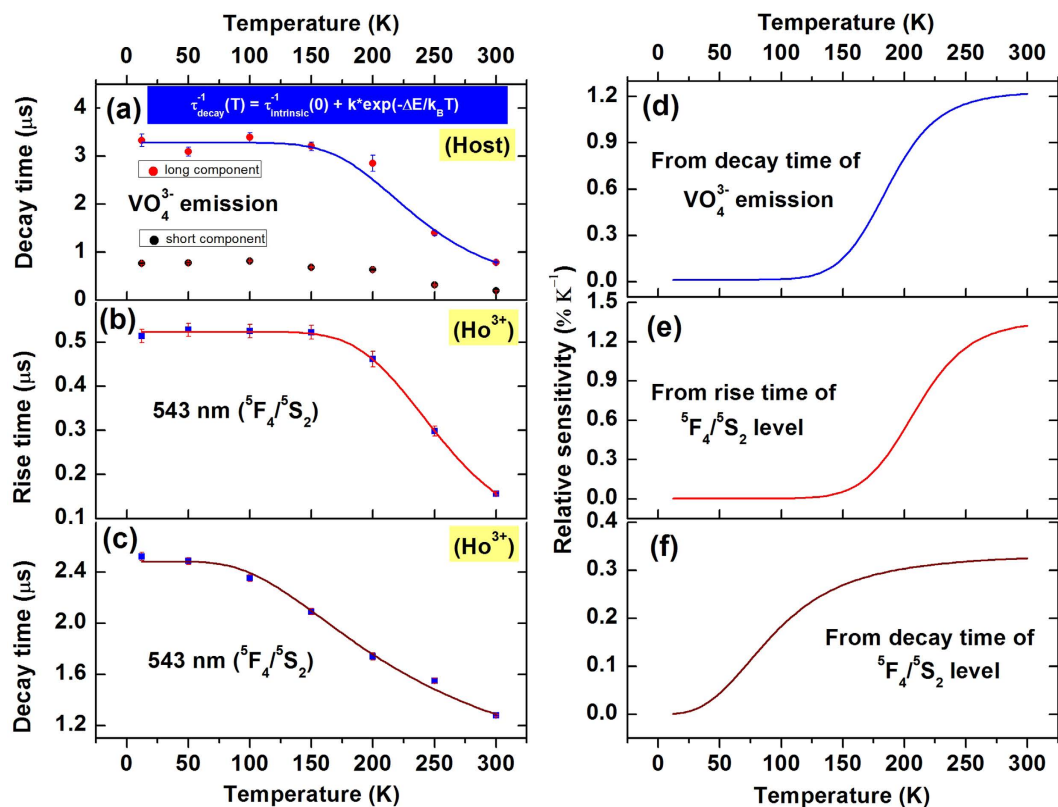 Temperature (K)
0 50 100 150 200 250 300
(a)
τ⁻¹decay(T) = τ⁻¹Intrinsic(0) + k*exp(-ΔE/kBT)
(Host)
long component
VO₄³⁻ emission
short component
Decay time (μs)
4
3
2
1
0
(b)
(Ho³⁺)
543 nm (⁵F₄/⁵S₂)
Rise time (μs)
0.5
0.4
0.3
0.2
0.1
(c)
(Ho³⁺)
543 nm (⁵F₄/⁵S₂)
Decay time (μs)
2.4
2.0
1.6
1.2
0 50 100 150 200 250 300
Temperature (K)
Temperature (K)
0 50 100 150 200 250 300
(d)
From decay time of
VO₄³⁻ emission
1.2
0.9
0.6
0.3
0.0
Relative sensitivity (% K⁻¹)
(e)
From rise time of
⁵F₄/⁵S₂ level
1.5
1.2
0.9
0.6
0.3
0.0
(f)
From decay time of
⁵F₄/⁵S₂ level
0.4
0.3
0.2
0.1
0.0
0 50 100 150 200 250 300
Temperature (K)